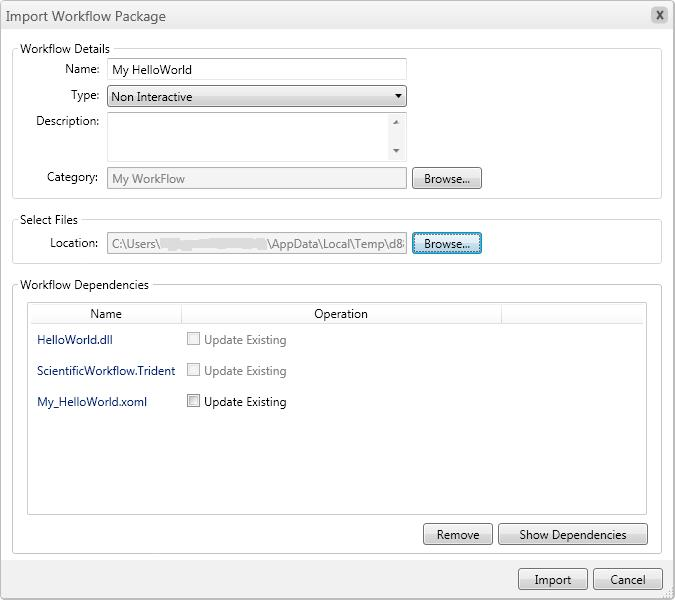 Import Workflow Package
X
Workflow Details
Name: My HelloWorld
Type: Non Interactive
Description:
Category: My WorkFlow Browse...
Select Files
Location: C:\Users\ \AppData\Local\Temp\d8 Browse...
Workflow Dependencies
Name Operation
HelloWorld.dll Update Existing
ScientificWorkflow.Trident Update Existing
My_HelloWorld.xoml Update Existing
Remove Show Dependencies
Import Cancel